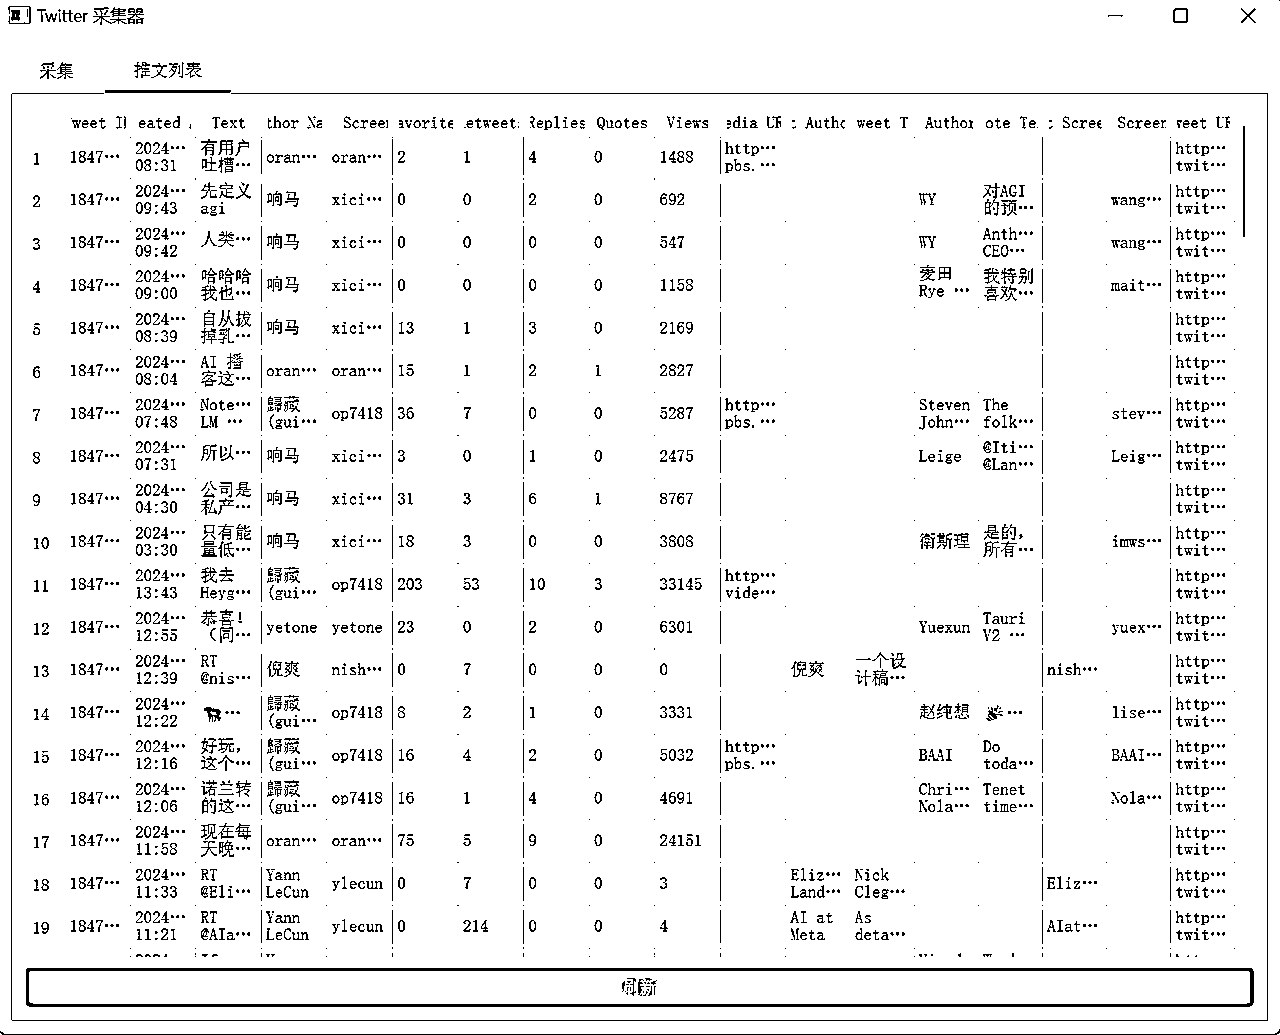 Twitter 采集器
采集 推文列表
weet I eated . Text thor Na Screen avorite etweet: Replies Quotes Views edia UR : Autho weet T Author ote Te : Scree Screen veet UR
1 1847… 2024… 08:31 有用户吐槽… oran… oran… 2 1 4 0 1488 http… pbs.… http… twit…
2 1847… 2024… 09:43 先定义 agi 响马 xici… 0 0 2 0 692 WY 对AGI的预… wang… http… twit…
3 1847… 2024… 09:42 人类… 响马 xici… 0 0 0 0 547 WY Anth… CEO… wang… http… twit…
4 1847… 2024… 09:00 哈哈哈我也… 响马 xici… 0 0 0 0 1158 麦田 Rye … 我特别喜欢… mait… http… twit…
5 1847… 2024… 08:39 自从拔掉乳… 响马 xici… 13 1 3 0 2169 http… twit…
6 1847… 2024… 08:04 AI 播客这… oran… oran… 15 1 2 1 2827 http… twit…
7 1847… 2024… 07:48 Note… LM … 歸藏(gui… op7418 36 7 0 0 5287 http… pbs.… Steven John… The folk… stev… http… twit…
8 1847… 2024… 07:31 所以… 响马 xici… 3 0 1 0 2475 Leige @Iti… @Lan… Leig… http… twit…
9 1847… 2024… 04:30 公司是私产… 响马 xici… 31 3 6 1 8767 http… twit…
10 1847… 2024… 03:30 只有能量低… 响马 xici… 18 3 0 0 3808 衛斯理 是的，所有… imws… http… twit…
11 1847… 2024… 13:43 我去 Heyg… 歸藏(gui… op7418 203 53 10 3 33145 http… vide… http… twit…
12 1847… 2024… 12:55 恭喜！（同… yetone yetone 23 0 2 0 6301 Yuexun Tauri V2 … yuex… http… twit…
13 1847… 2024… 12:39 RT @nis… 倪爽 nish… 0 7 0 0 0 倪爽 一个设计稿… nish… http… twit…
14 1847… 2024… 12:22 … 歸藏(gui… op7418 8 2 1 0 3331 赵纯想 … lise… http… twit…
15 1847… 2024… 12:16 好玩，这个… 歸藏(gui… op7418 16 4 2 0 5032 http… pbs.… BAAI Do toda… BAAI… http… twit…
16 1847… 2024… 12:06 诺兰转的这… 歸藏(gui… op7418 16 1 4 0 4691 Chri… Nola… Tenet time… Nola… http… twit…
17 1847… 2024… 11:58 现在每天晚… oran… oran… 75 5 9 0 24151 http… twit…
18 1847… 2024… 11:33 RT @Eli… Yann LeCun ylecun 0 7 0 0 3 Eliz… Land… Nick Cleg… Eliz… http… twit…
19 1847… 2024… 11:21 RT @AIa… Yann LeCun ylecun 0 214 0 0 4 AI at Meta As deta… AIat… http… twit…
刷新